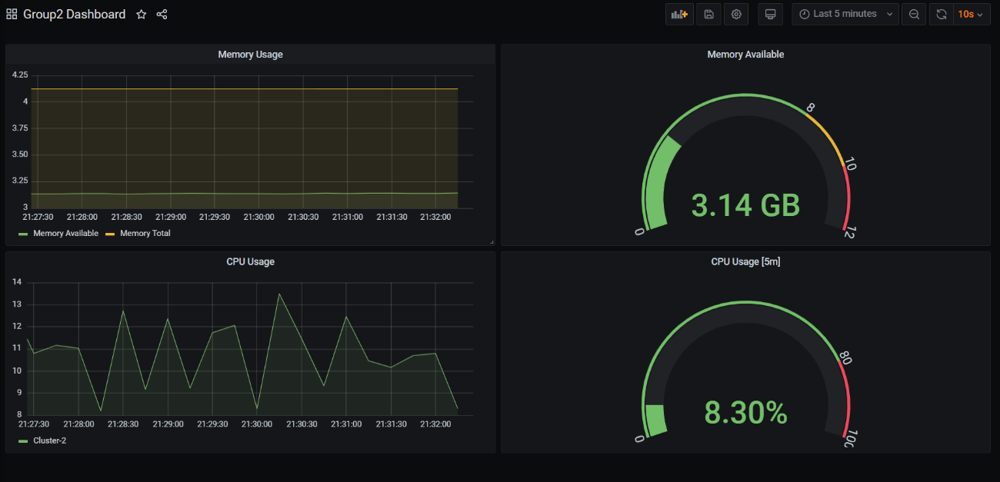 Group2 Dashboard
Last 5 minutes
10s
Memory Usage
4.25
4
3.75
3.50
3.25
3
21:27:30 21:28:00 21:28:30 21:29:00 21:29:30 21:30:00 21:30:30 21:31:00 21:31:30 21:32:00
Memory Available Memory Total
Memory Available
0
8
10
12
3.14 GB
CPU Usage
14
13
12
11
10
9
8
21:27:30 21:28:00 21:28:30 21:29:00 21:29:30 21:30:00 21:30:30 21:31:00 21:31:30 21:32:00
Cluster-2
CPU Usage [5m]
0
80
100
8.30%